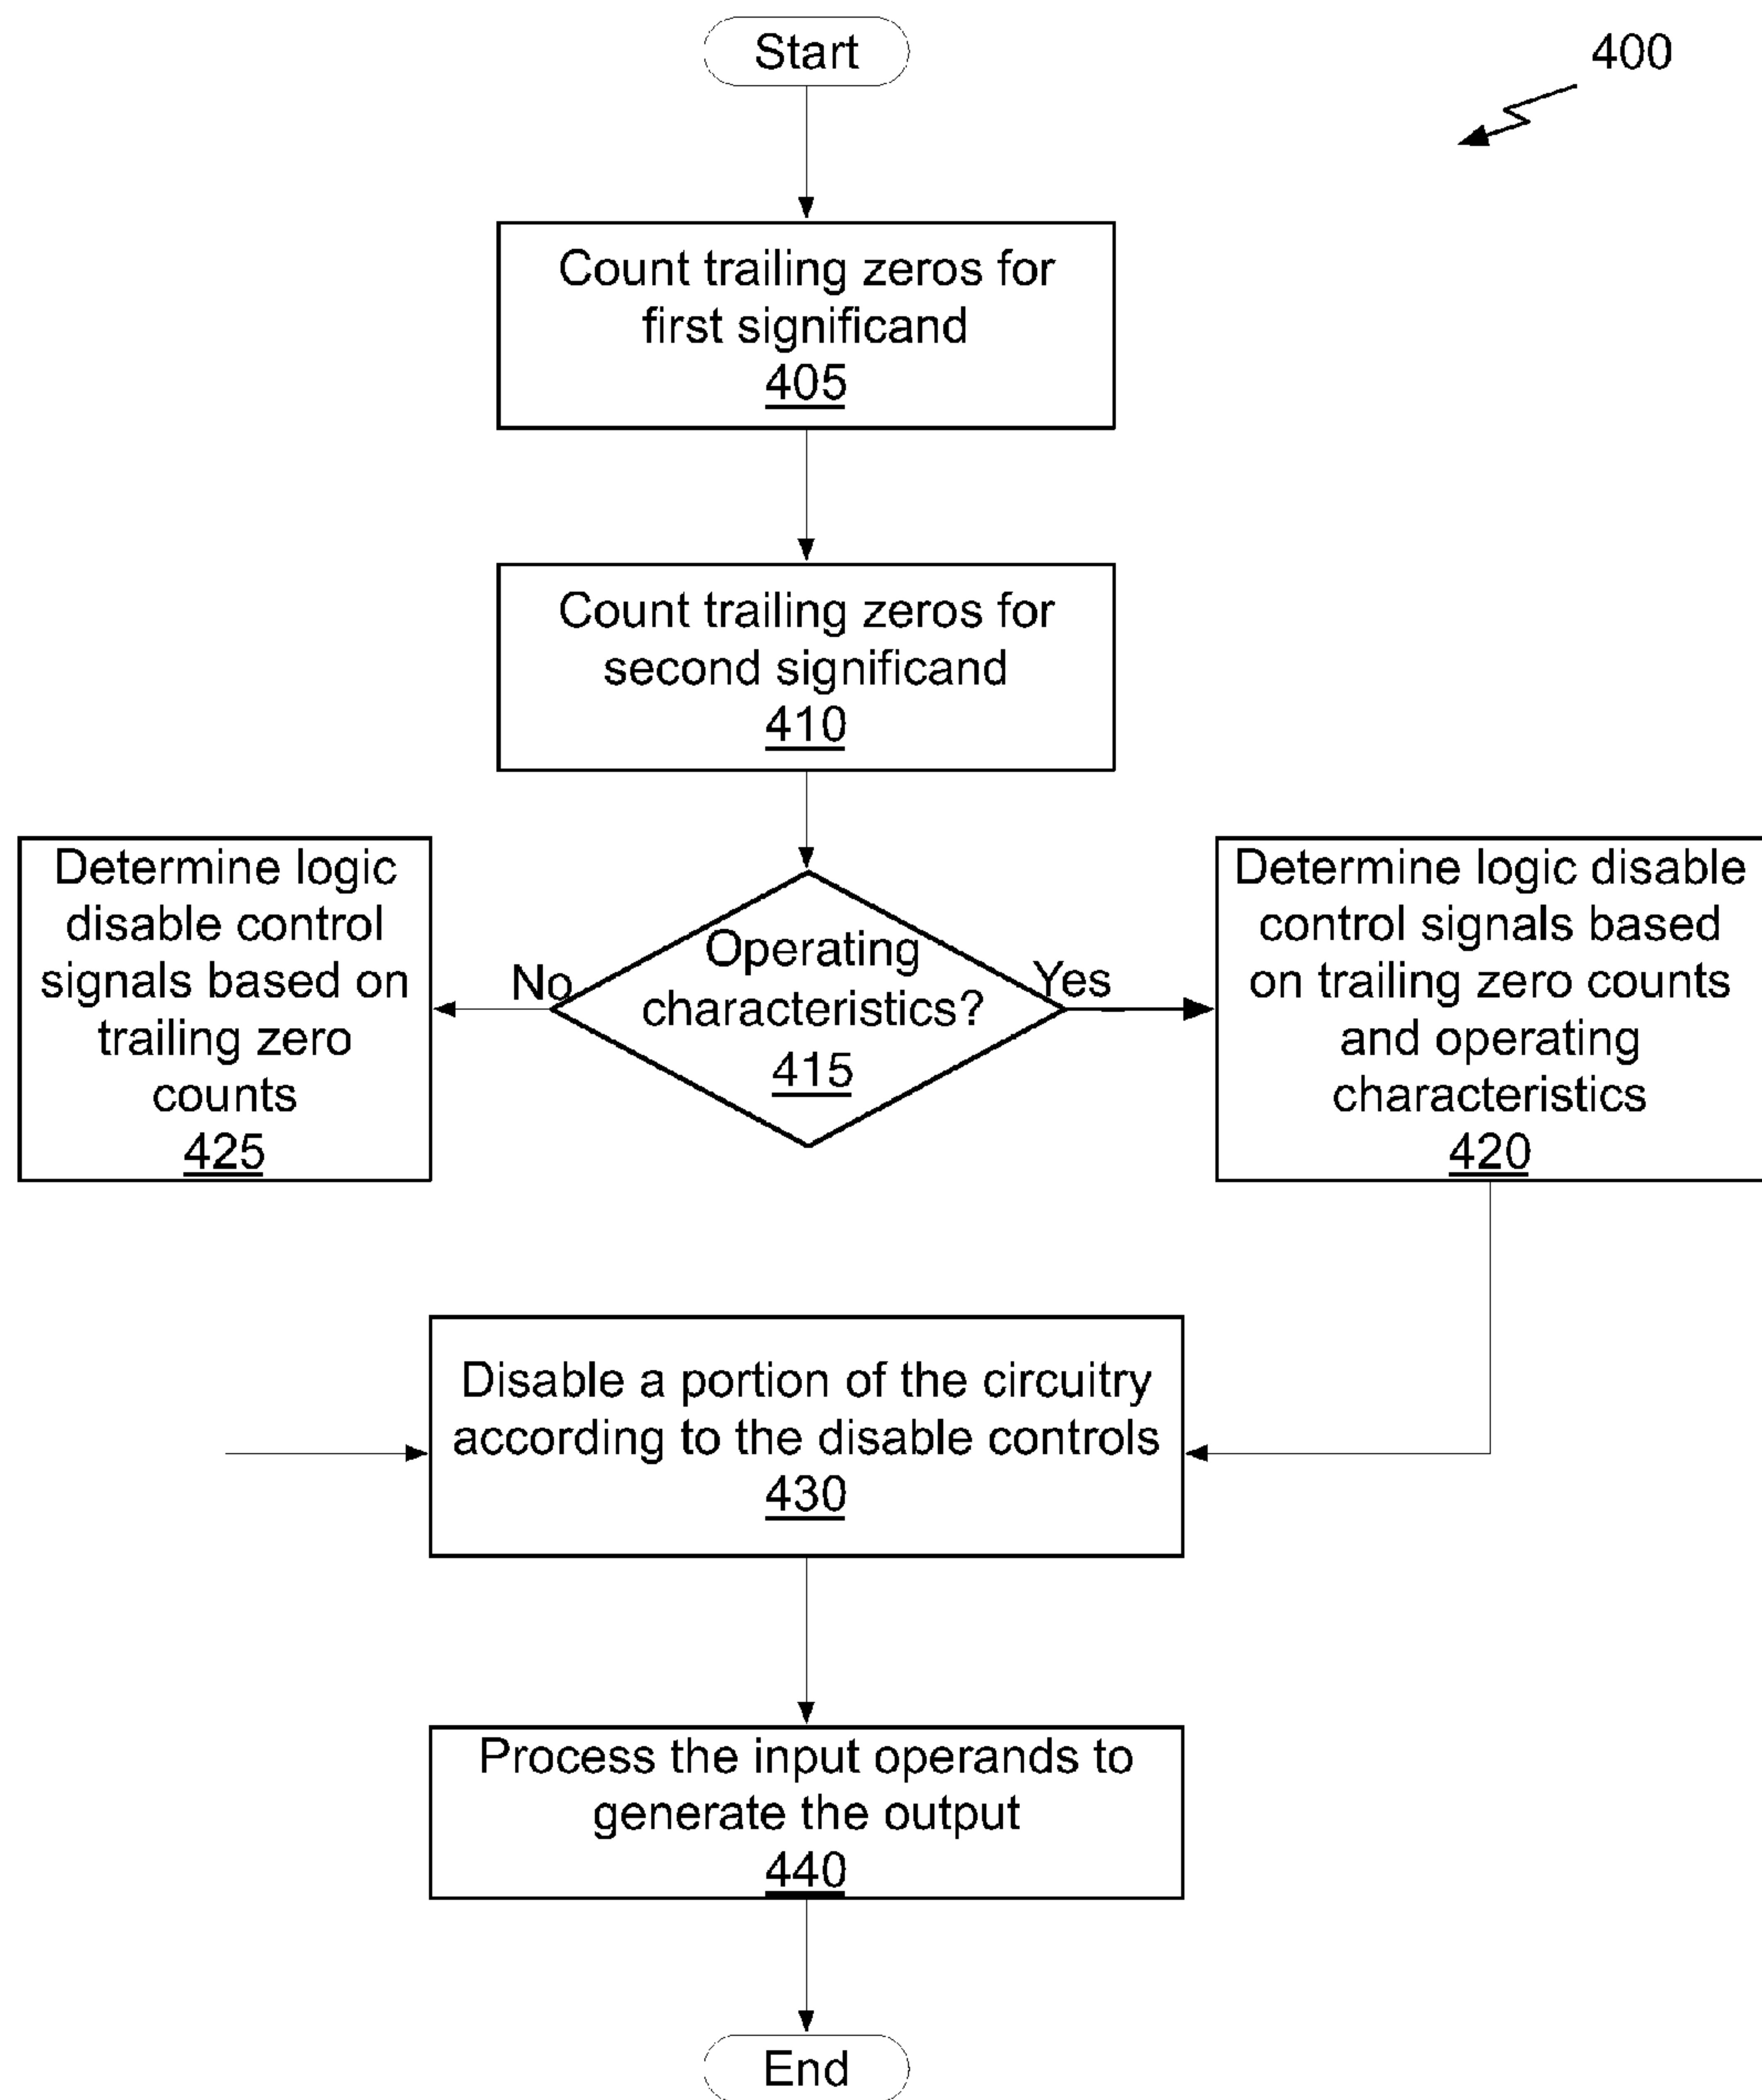 Start
400
Count trailing zeros for
first significand
405
Count trailing zeros for
second significand
410
Determine logic
disable control
signals based on
trailing zero
counts
425
No
Operating
characteristics?
415
Yes
Determine logic disable
control signals based
on trailing zero counts
and operating
characteristics
420
Disable a portion of the circuitry
according to the disable controls
430
Process the input operands to
generate the output
440
End